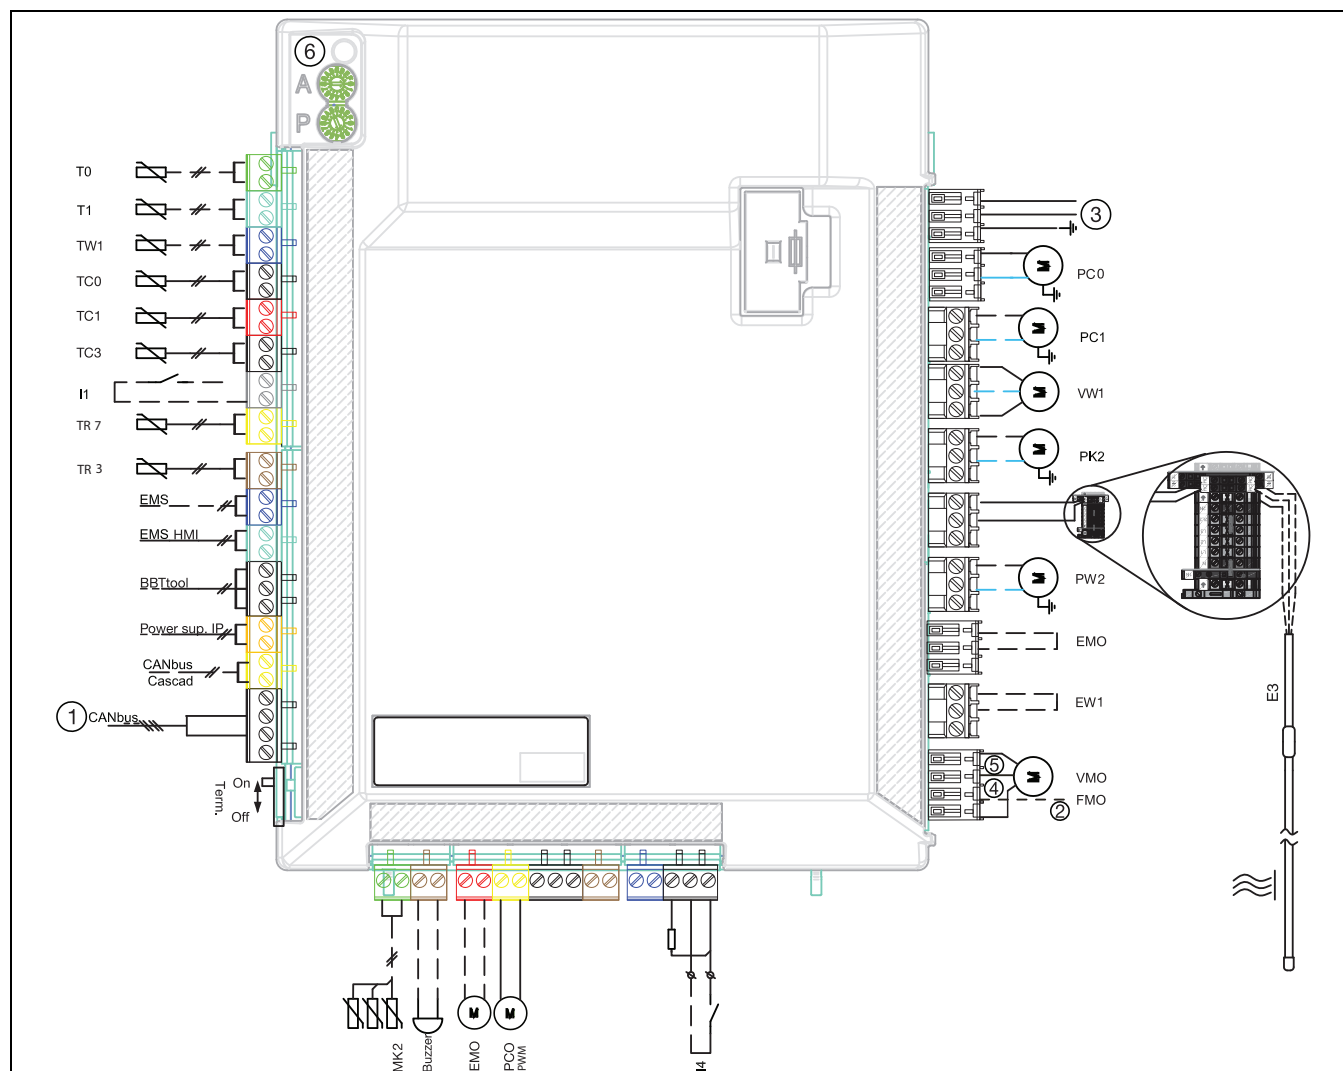 6
A
P
T0
T1
TW1
TC0
TC1
TC3
I1
TR 7
TR 3
EMS
EMS HMI
BBTtool
Power sup. IP
CANbus
Cascad
1
CANbus
On
Off
Term.
3
M
PC0
M
PC1
M
VW1
M
PK2
M
PW2
EMO
EW1
5
4
M
VMO
FMO
2
E3
M
M
MK2
Buzzer
EMO
PCO
PWM
I4